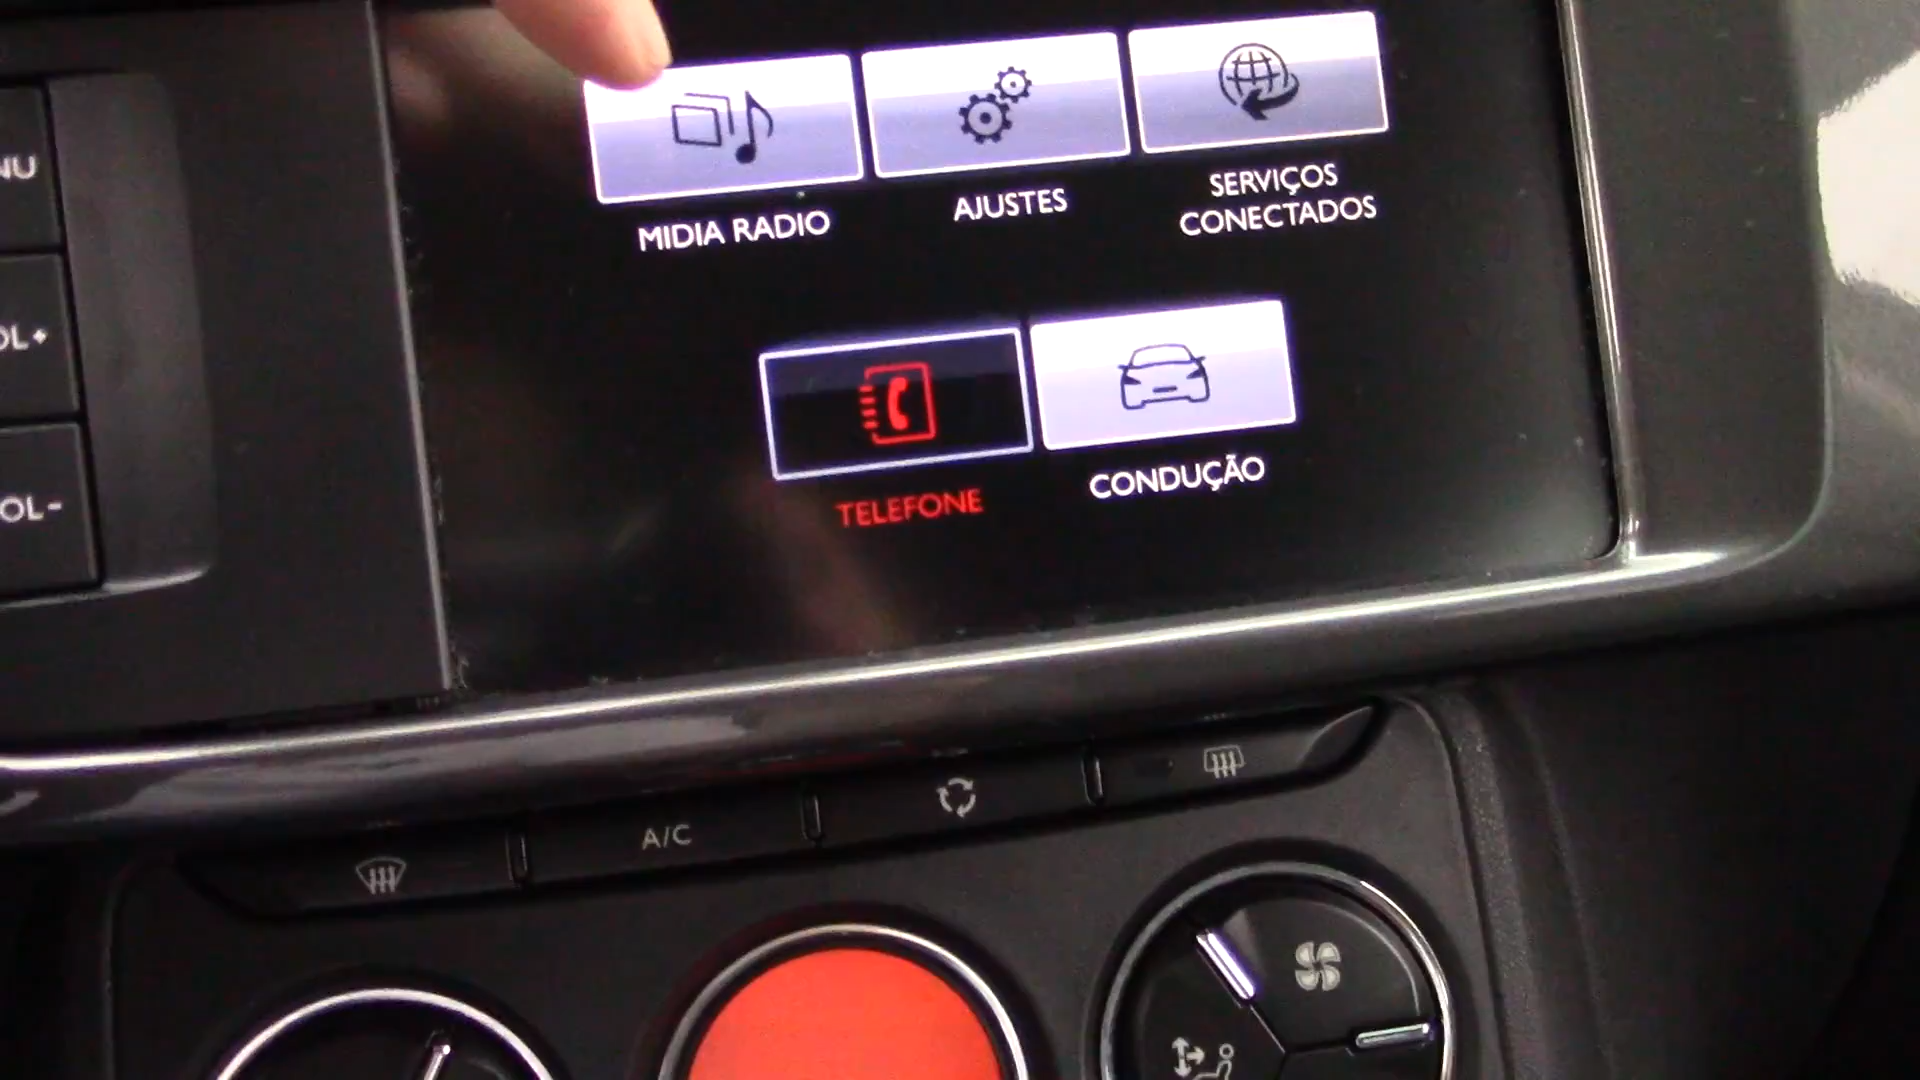 NU
OL+
OL-
MIDIA RADIO
AJUSTES
SERVIÇOS
CONECTADOS
TELEFONE
CONDUÇÃO
A/C